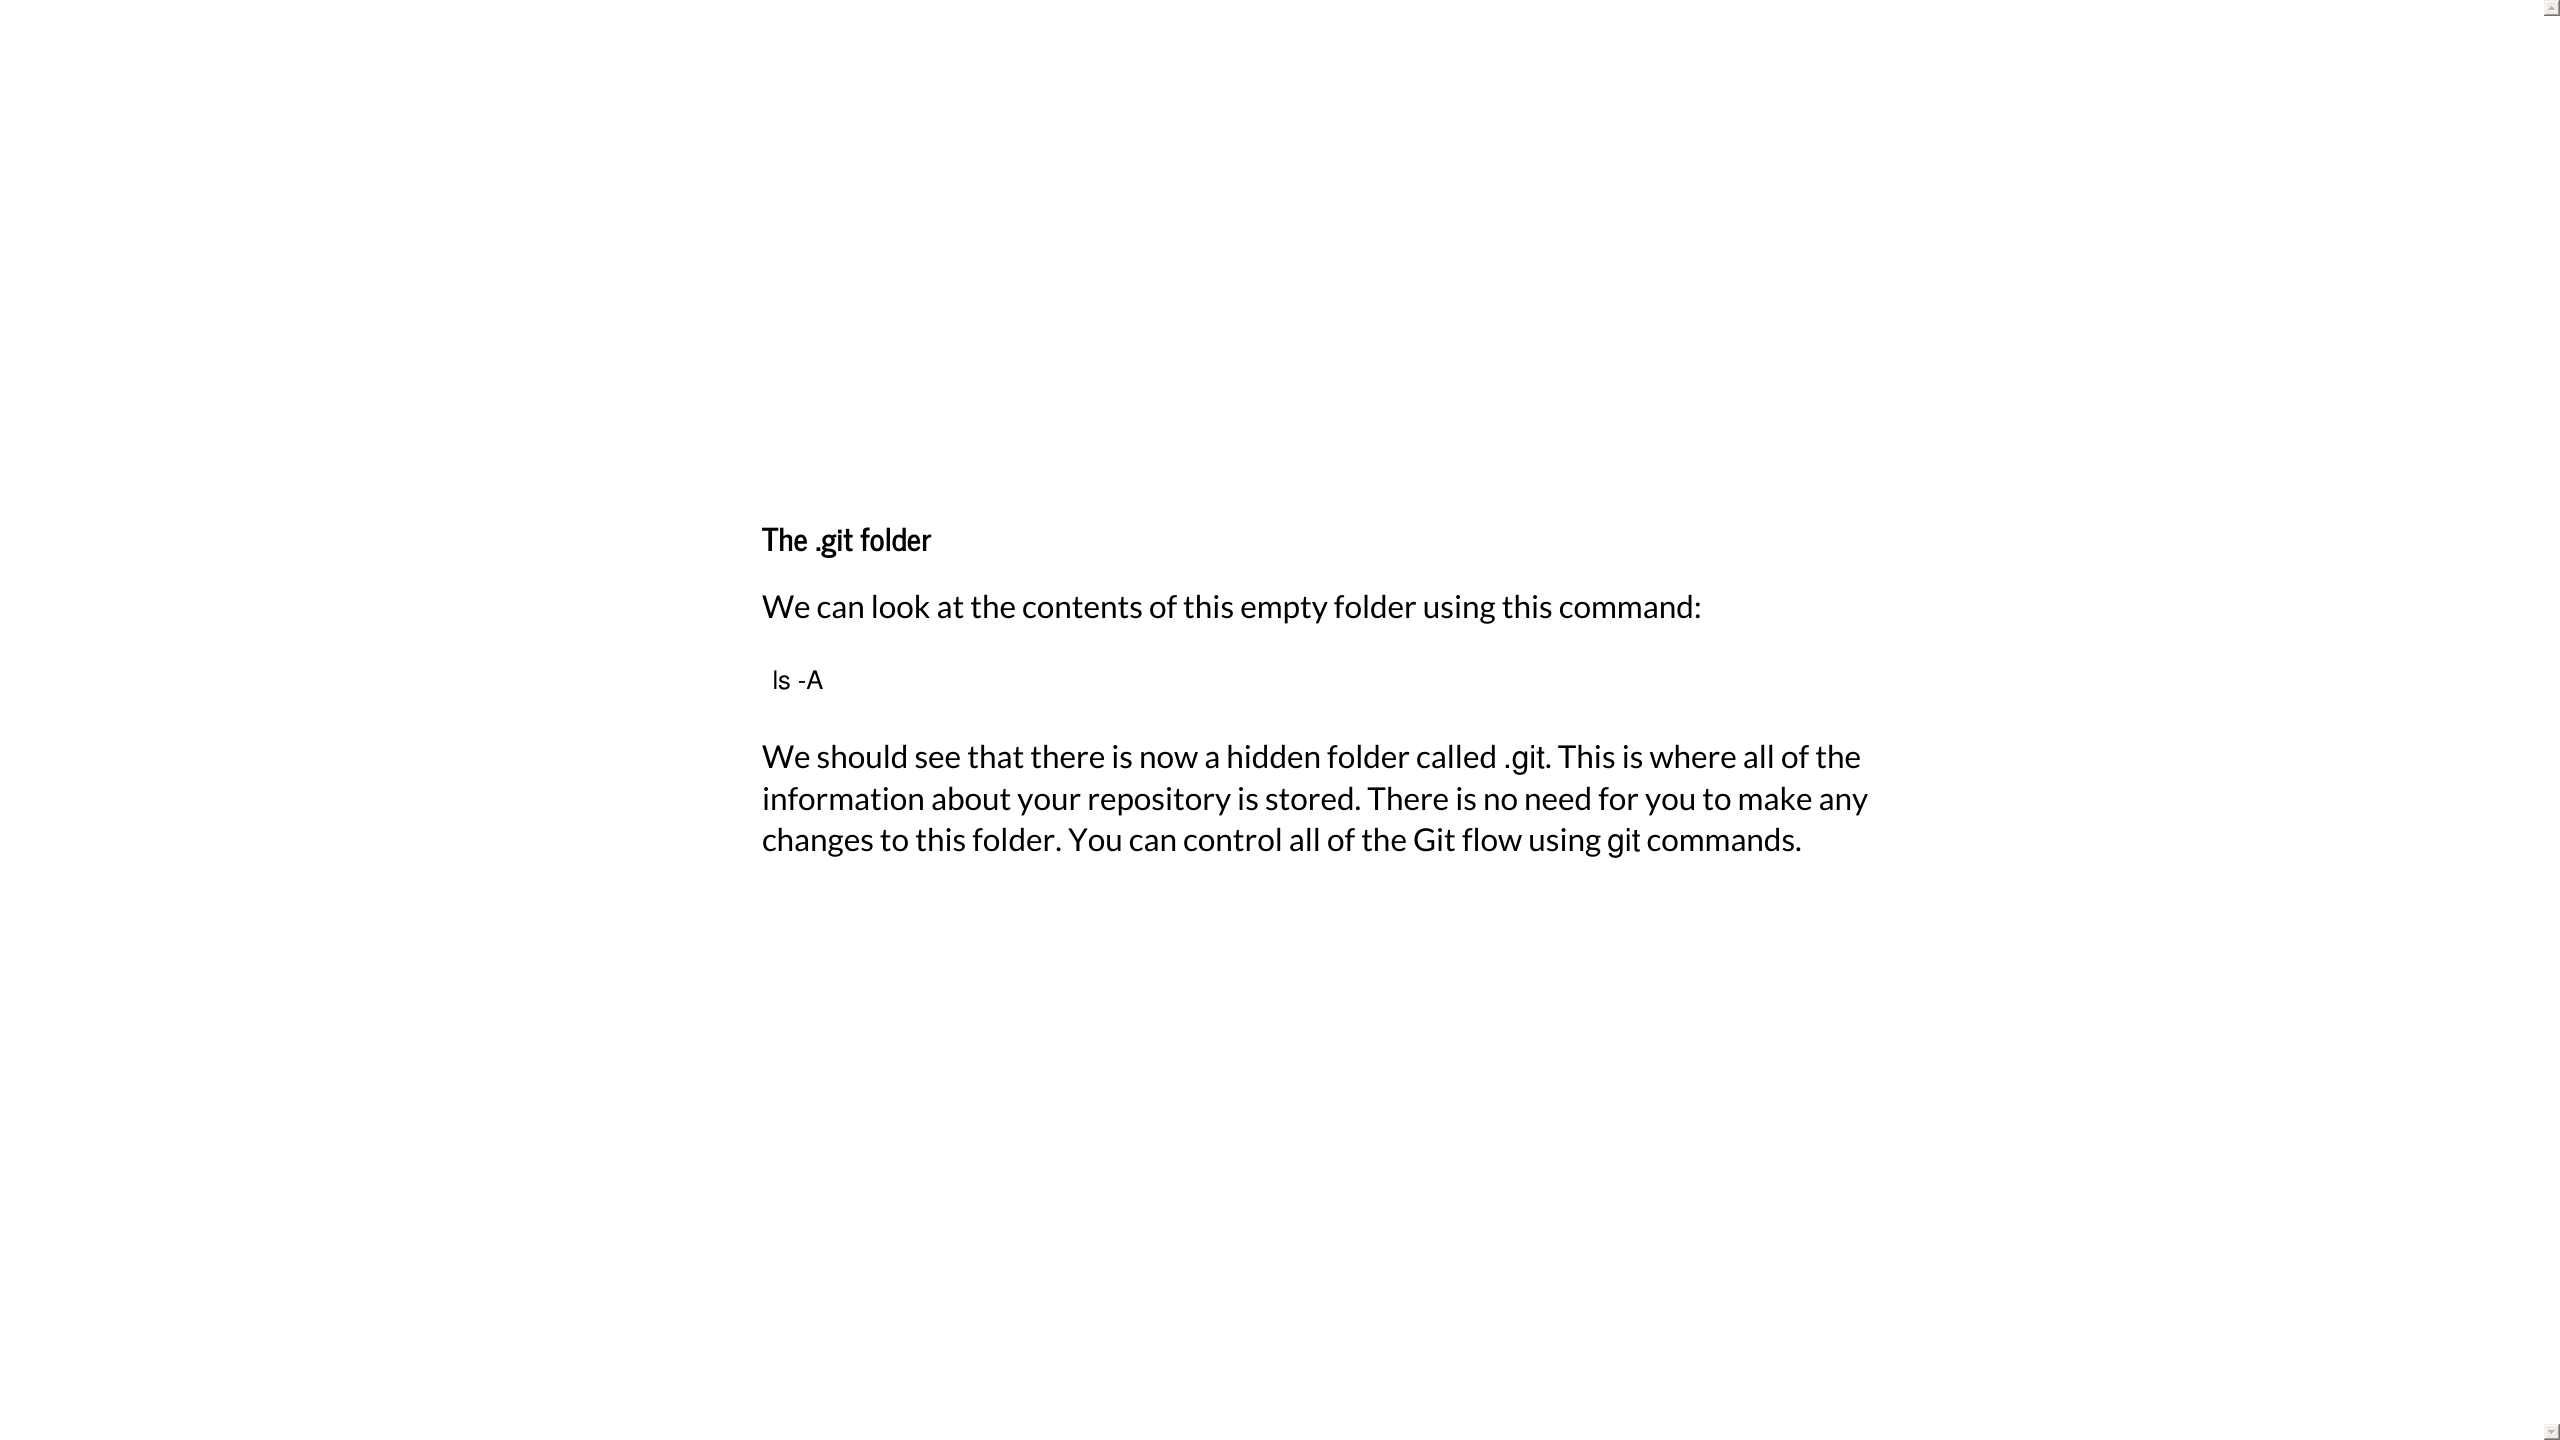 The .git folder
We can look at the contents of this empty folder using this command:
ls -A
We should see that there is now a hidden folder called .git. This is where all of the
information about your repository is stored. There is no need for you to make any
changes to this folder. You can control all of the Git flow using git commands.